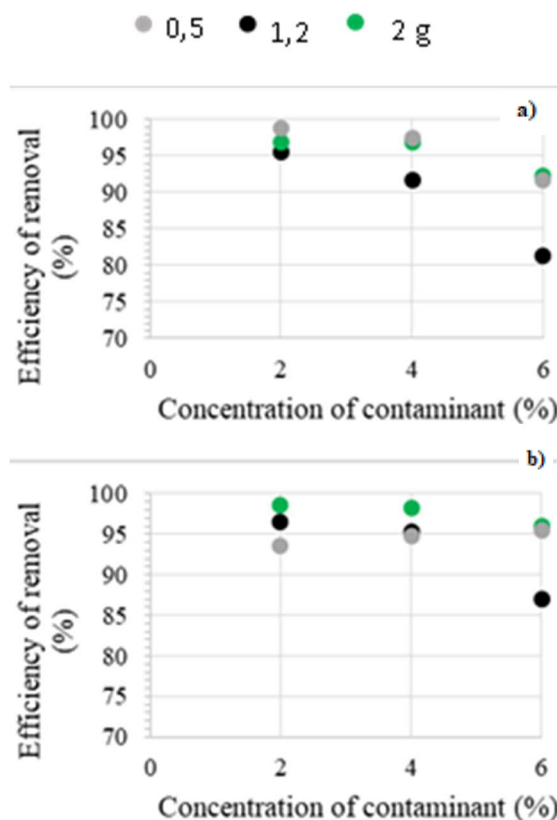 0,5 1,2 2 g
a)
100
95
90
85
80
75
70
0 2 4 6
Efficiency of removal
(%)
Concentration of contaminant (%)
b)
100
95
90
85
80
75
70
0 2 4 6
Efficiency of removal
(%)
Concentration of contaminant (%)